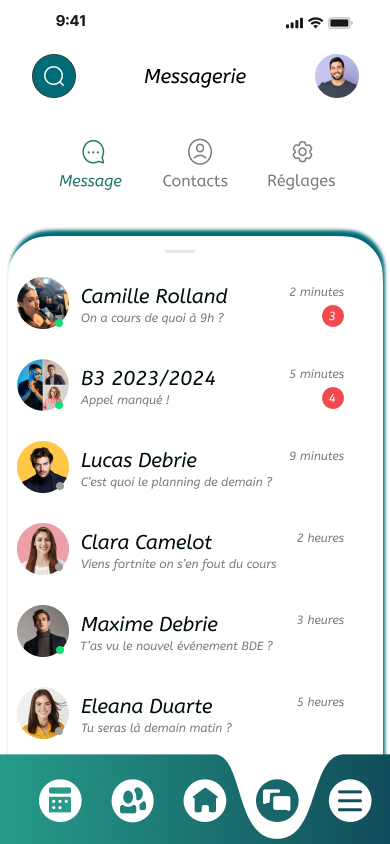 9:41
Messagerie
Message Contacts Réglages
Camille Rolland 2 minutes
On a cours de quoi à 9h ? 3
B3 2023/2024 5 minutes
Appel manqué ! 4
Lucas Debrie 9 minutes
C'est quoi le planning de demain ?
Clara Camelot 2 heures
Viens fortnite on s'en fout du cours
Maxime Debrie 3 heures
T'as vu le nouvel événement BDE ?
Eleana Duarte 5 heures
Tu seras là demain matin ?